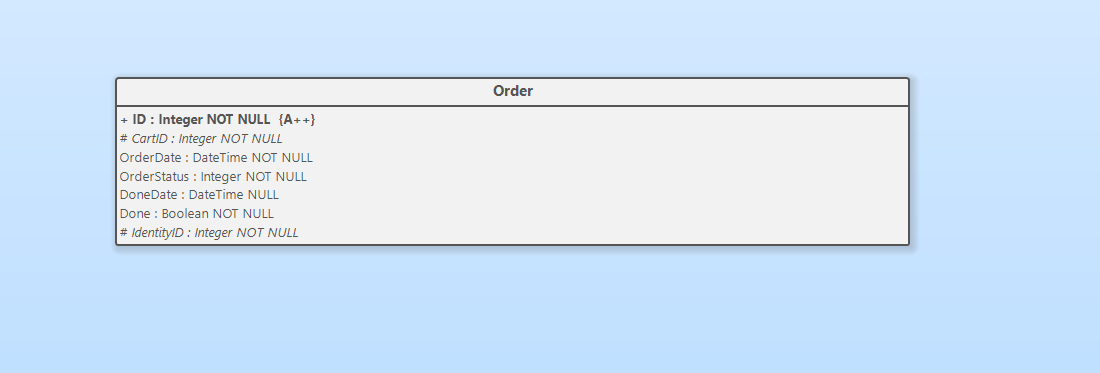 Order
+ ID : Integer NOT NULL  {A++}
# CartID : Integer NOT NULL
OrderDate : DateTime NOT NULL
OrderStatus : Integer NOT NULL
DoneDate : DateTime NULL
Done : Boolean NOT NULL
# IdentityID : Integer NOT NULL